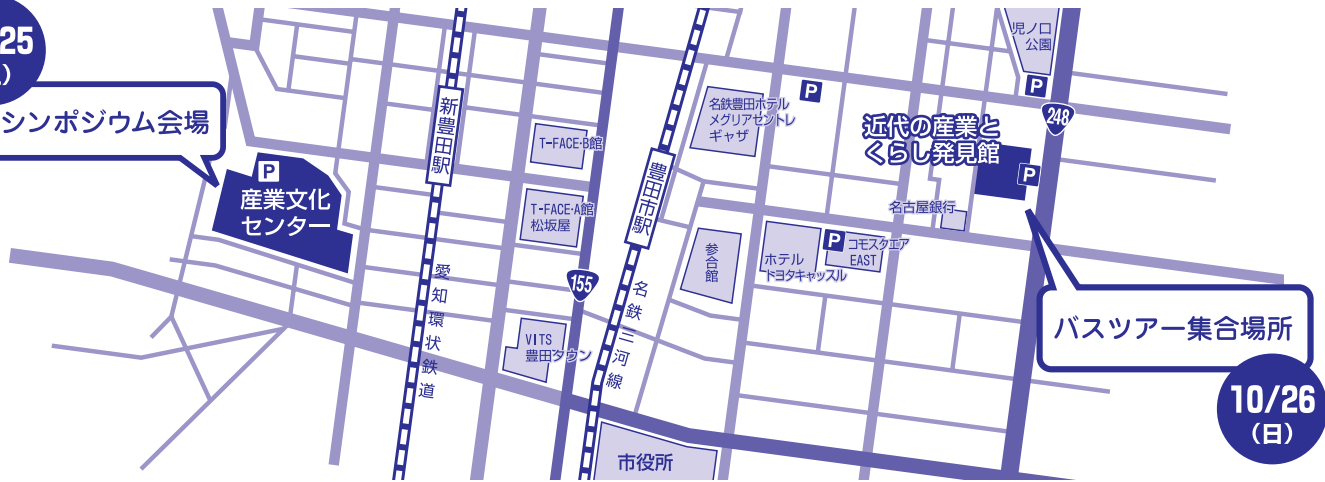 25
）
シンポジウム会場
P
産業文化
センター
新豊田駅
愛知環状鉄道
T-FACE・B館
T-FACE・A館
松坂屋
155
VITS
豊田タウン
豊田市駅
名鉄三河線
名鉄豊田ホテル
メグリアセントレ
ギャザ
P
参合館
ホテル
トヨタキャッスル
P
コモスクエア
EAST
市役所
児ノ口
公園
P
248
近代の産業と
くらし発見館
P
名古屋銀行
バスツアー集合場所
10/26
（日）